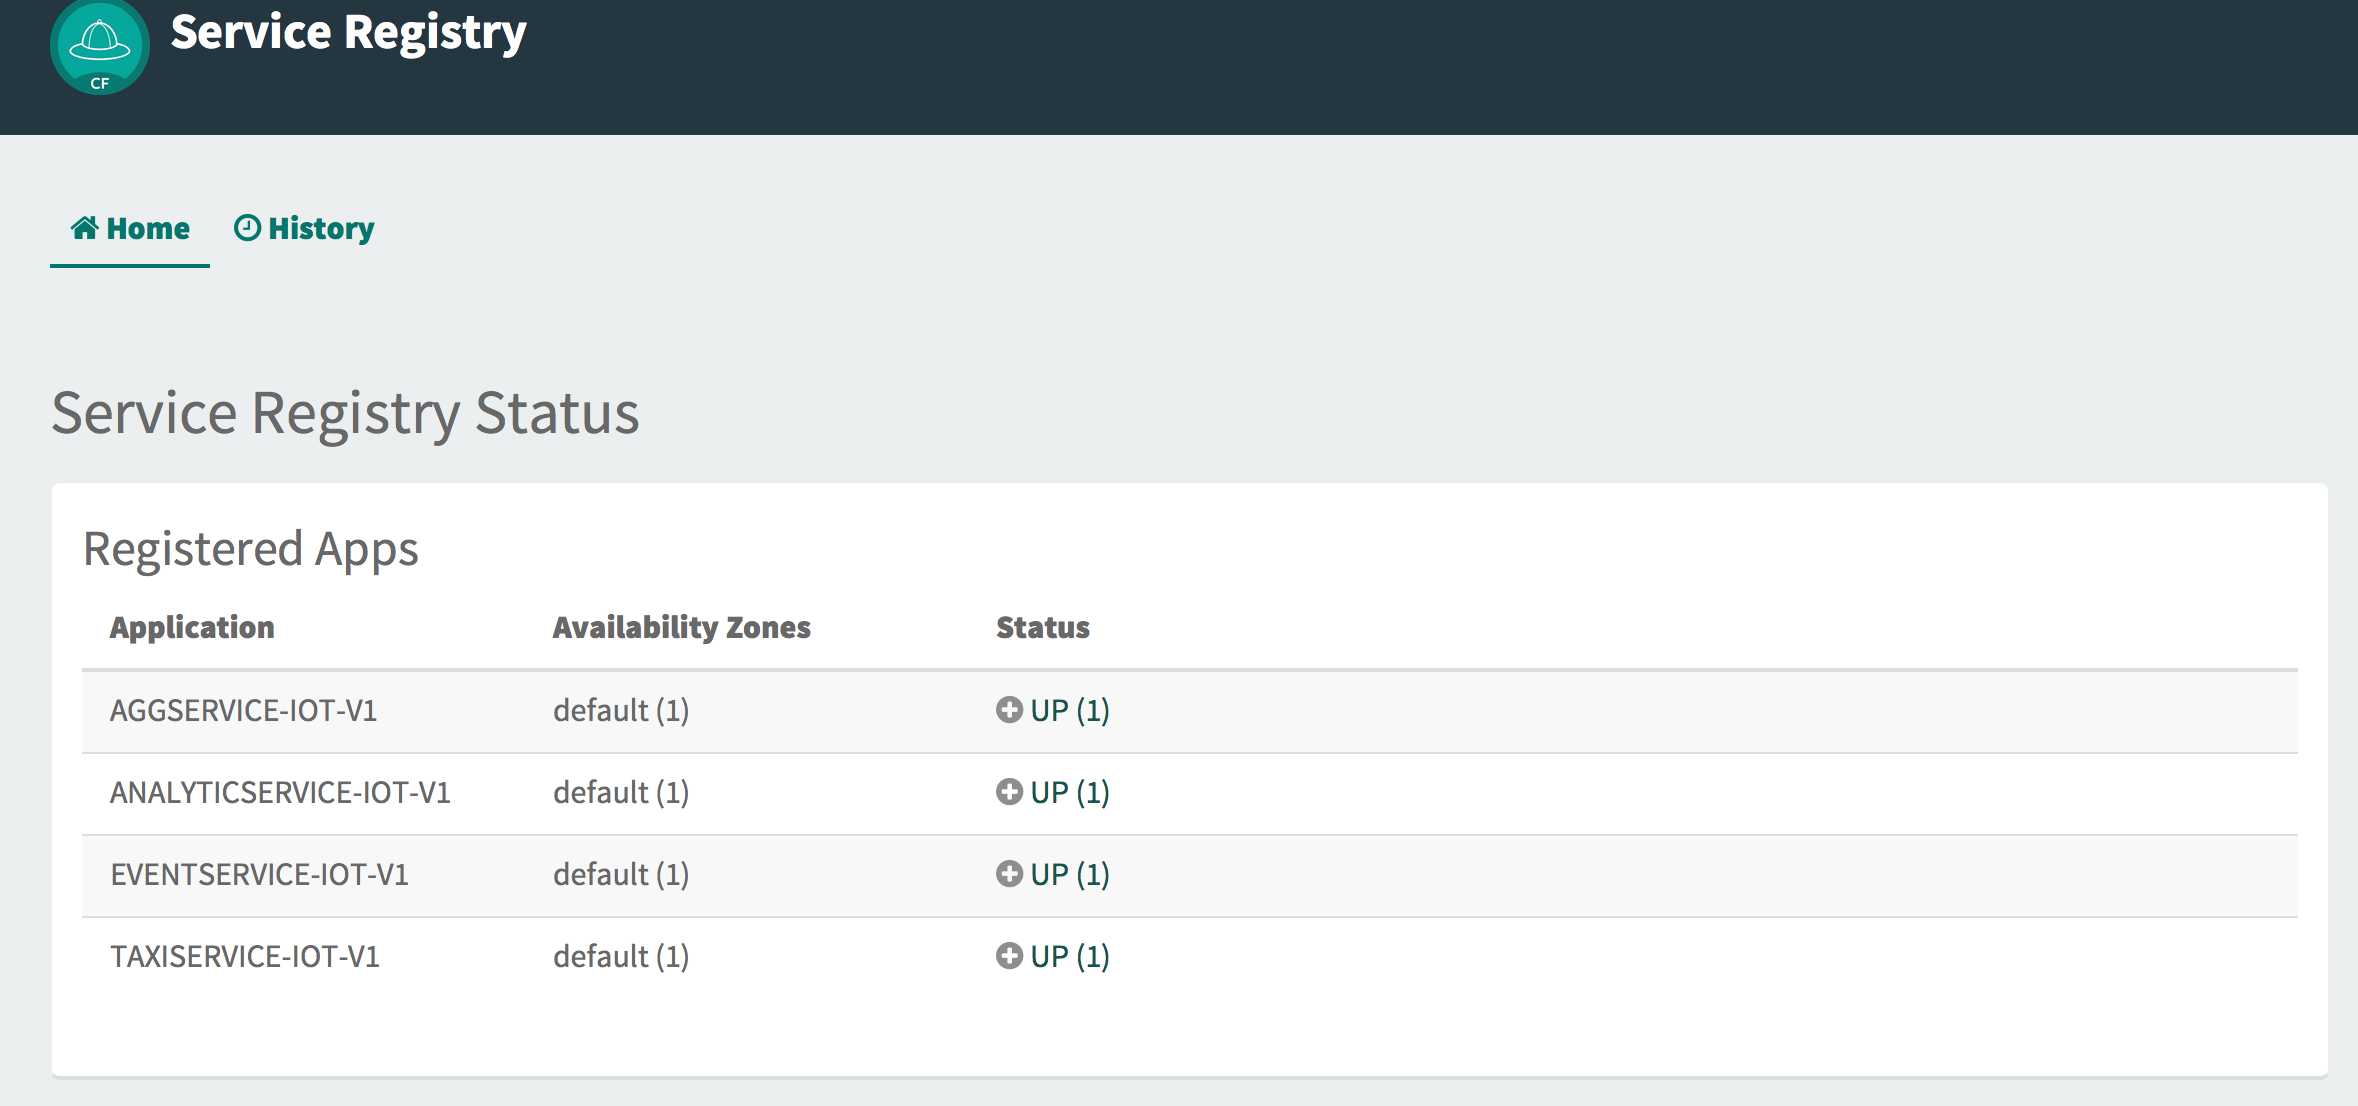 Service Registry
CF
Home History
Service Registry Status
Registered Apps
Application Availability Zones Status
AGGSERVICE-IOT-V1 default (1) UP (1)
ANALYTICSERVICE-IOT-V1 default (1) UP (1)
EVENTSERVICE-IOT-V1 default (1) UP (1)
TAXISERVICE-IOT-V1 default (1) UP (1)